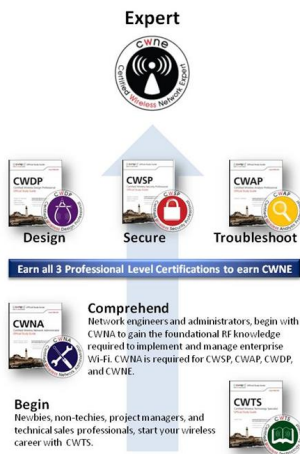 Expert
cwne
Certified Wireless Network Expert
CWDP
CWSP
CWAP
Design
Secure
Troubleshoot
Earn all 3 Professional Level Certifications to earn CWNE
CWNA
Comprehend
Network engineers and administrators, begin with
CWNA to gain the foundational RF knowledge
required to implement and manage enterprise
Wi-Fi. CWNA is required for CWSP, CWAP, CWDP,
and CWNE.
Begin
Newbies, non-techies, project managers, and
technical sales professionals, start your wireless
career with CWTS.
CWTS